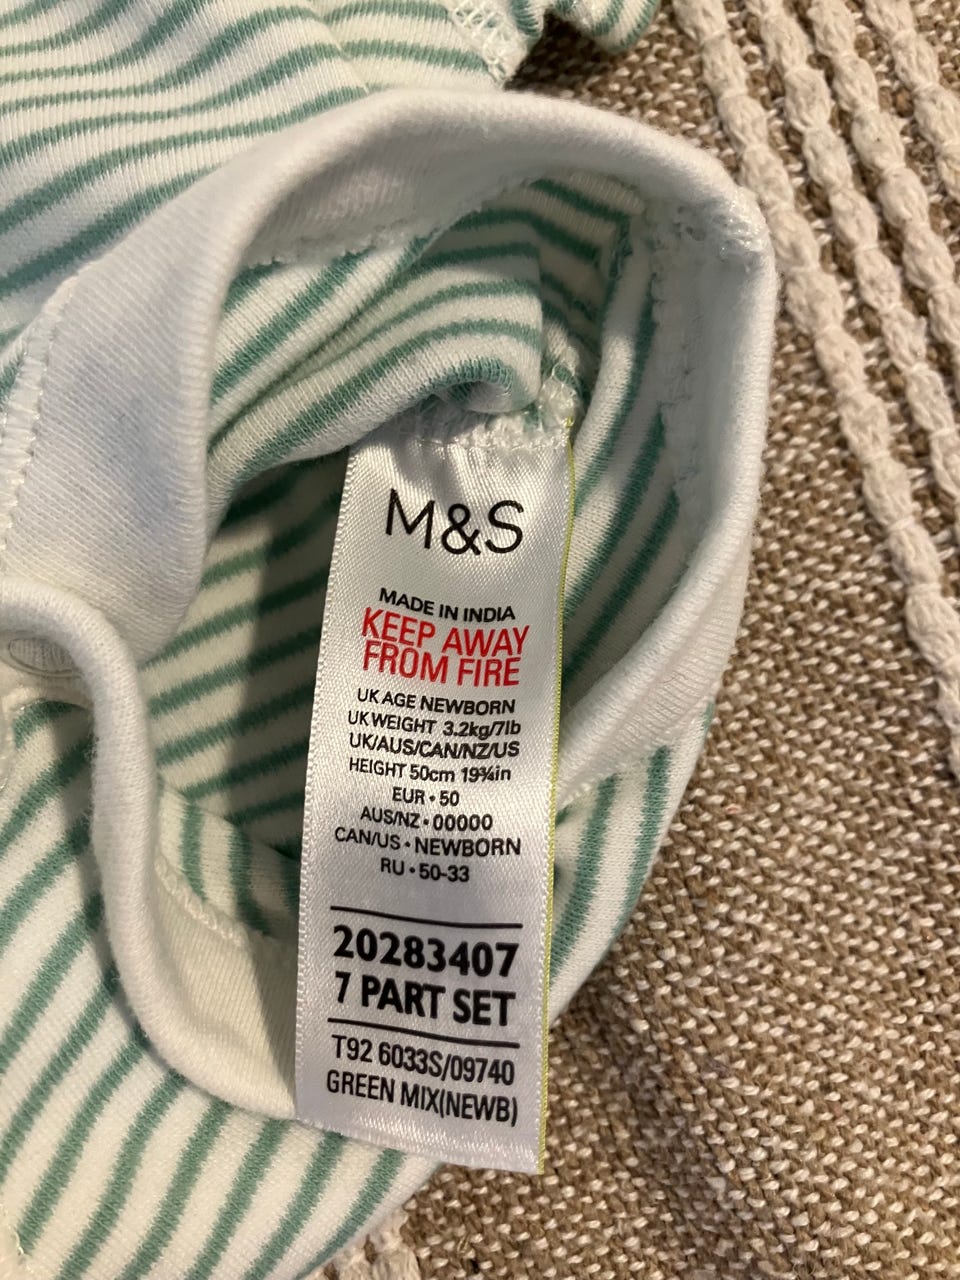 M&S
MADE IN INDIA
KEEP AWAY
FROM FIRE
UK AGE NEWBORN
UK WEIGHT 3.2kg/7lb
UK/AUS/CAN/NZ/US
HEIGHT 50cm 19¾in
EUR • 50
AUS/NZ • 00000
CAN/US • NEWBORN
RU • 50-33
20283407
7 PART SET
T92 6033S/09740
GREEN MIX(NEWB)